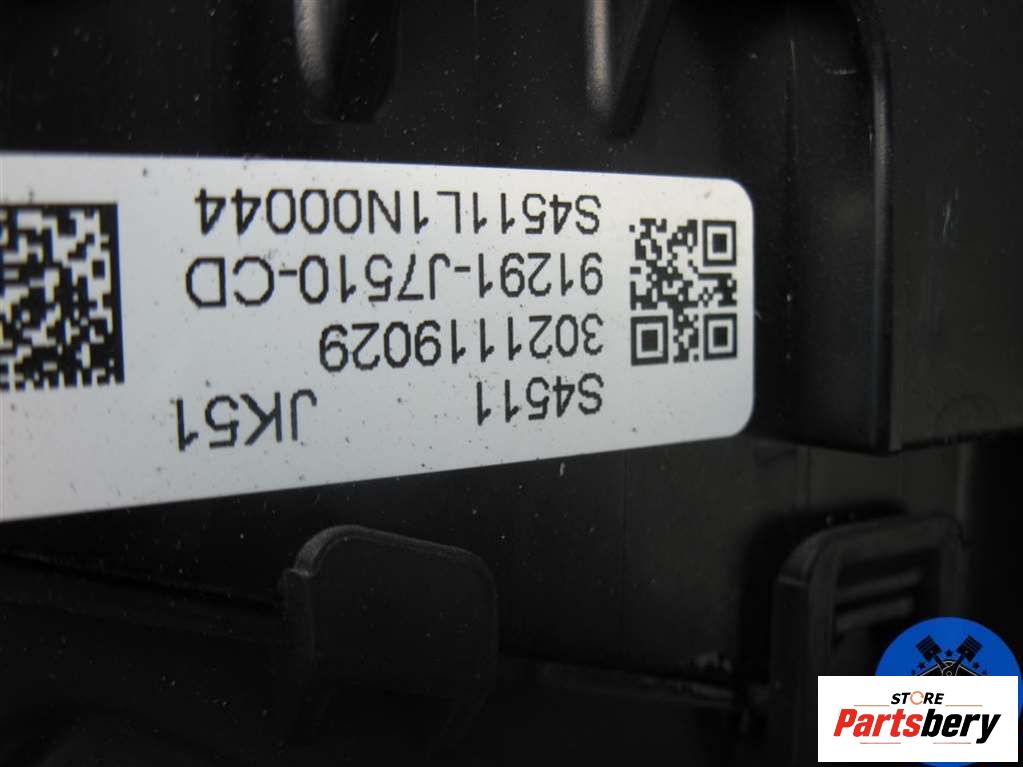 S4511 JK51
3021119029
91291-J7510-CD
S4511L1N00044
STORE
Partsbery